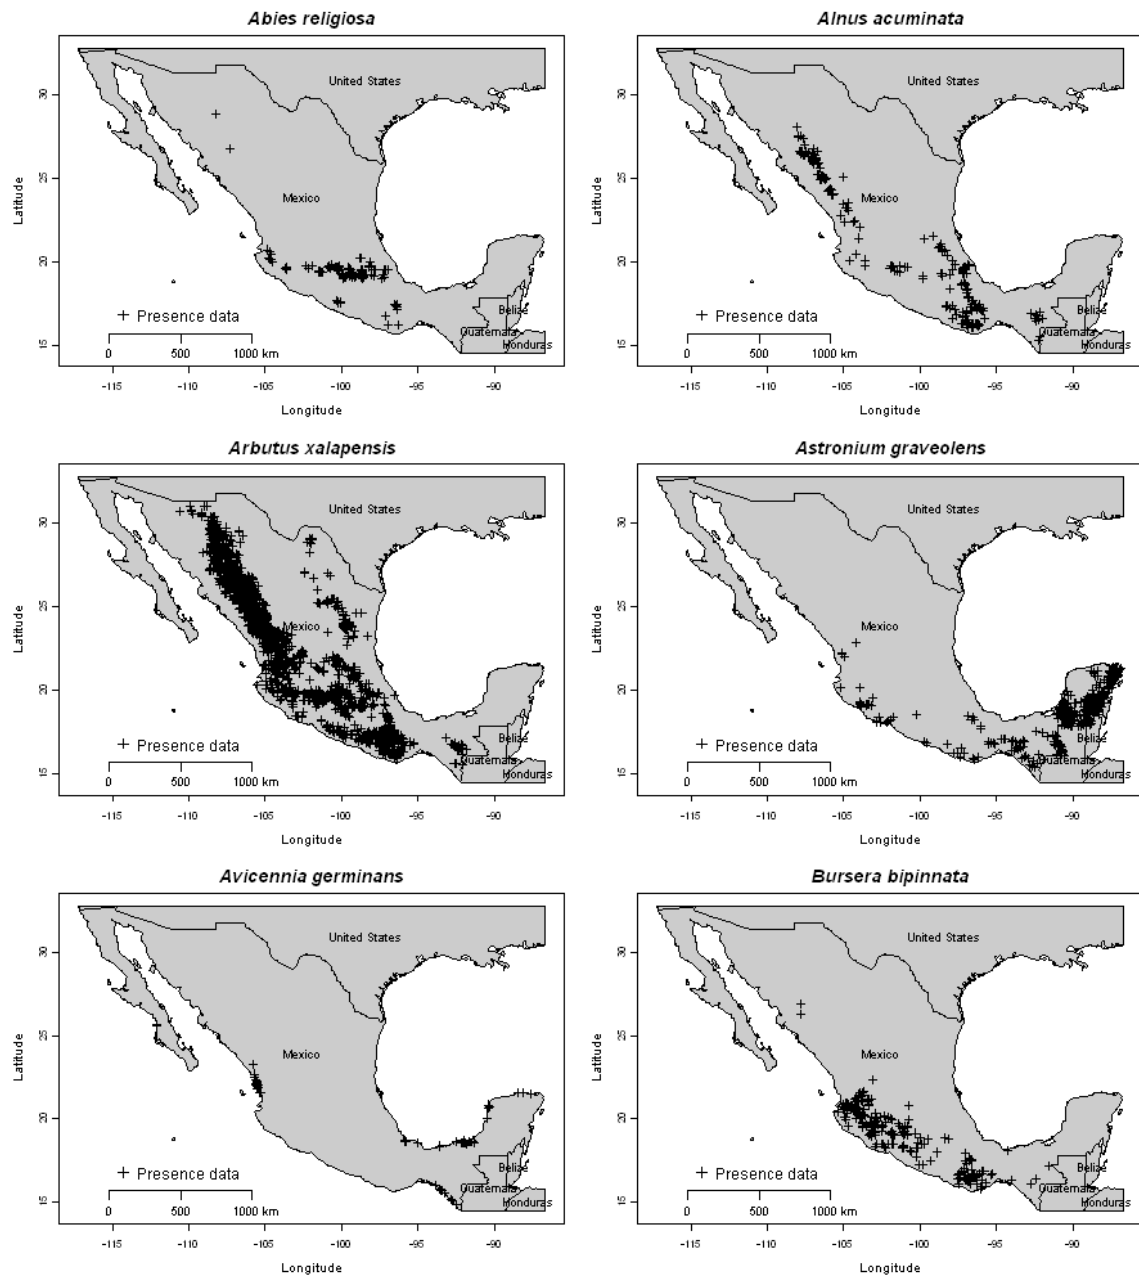 Abies religiosa
30
25
20
15
Latitude
United States
Mexico
Belize
Guatemala
Honduras
+ Presence data
0 500 1000 km
-115 -110 -105 -100 -95 -90
Longitude
Alnus acuminata
30
25
20
15
Latitude
United States
Mexico
Belize
Guatemala
Honduras
+ Presence data
0 500 1000 km
-115 -110 -105 -100 -95 -90
Longitude
Arbutus xalapensis
30
25
20
15
Latitude
United States
Mexico
Belize
Guatemala
Honduras
+ Presence data
0 500 1000 km
-115 -110 -105 -100 -95 -90
Longitude
Astronium graveolens
30
25
20
15
Latitude
United States
Mexico
Belize
Guatemala
Honduras
+ Presence data
0 500 1000 km
-115 -110 -105 -100 -95 -90
Longitude
Avicennia germinans
30
25
20
15
Latitude
United States
Mexico
Belize
Guatemala
Honduras
+ Presence data
0 500 1000 km
-115 -110 -105 -100 -95 -90
Longitude
Bursera bipinnata
30
25
20
15
Latitude
United States
Mexico
Belize
Guatemala
Honduras
+ Presence data
0 500 1000 km
-115 -110 -105 -100 -95 -90
Longitude